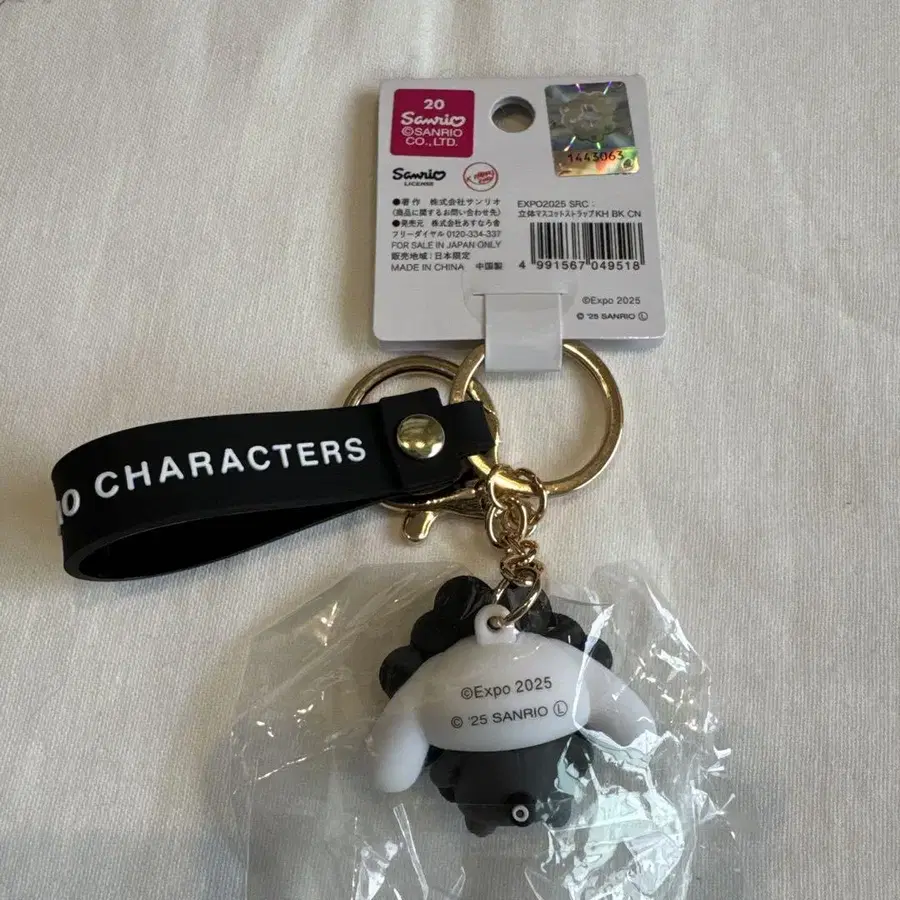 20
Sanrio
©SANRIO
CO., LTD.
1443063
Sanrio
LICENSE
●著作 株式会社サンリオ
(商品に関するお問い合わせ先)
●発売元 株式会社あすなろ舎
フリーダイヤル 0120-334-337
FOR SALE IN JAPAN ONLY
販売地域:日本限定
MADE IN CHINA 中国製
EXPO2025 SRC:
立体マスコットストラップKH BK CN
4 991567 049518
©Expo 2025
© '25 SANRIO Ⓛ
IO CHARACTERS
©Expo 2025
© '25 SANRIO Ⓛ